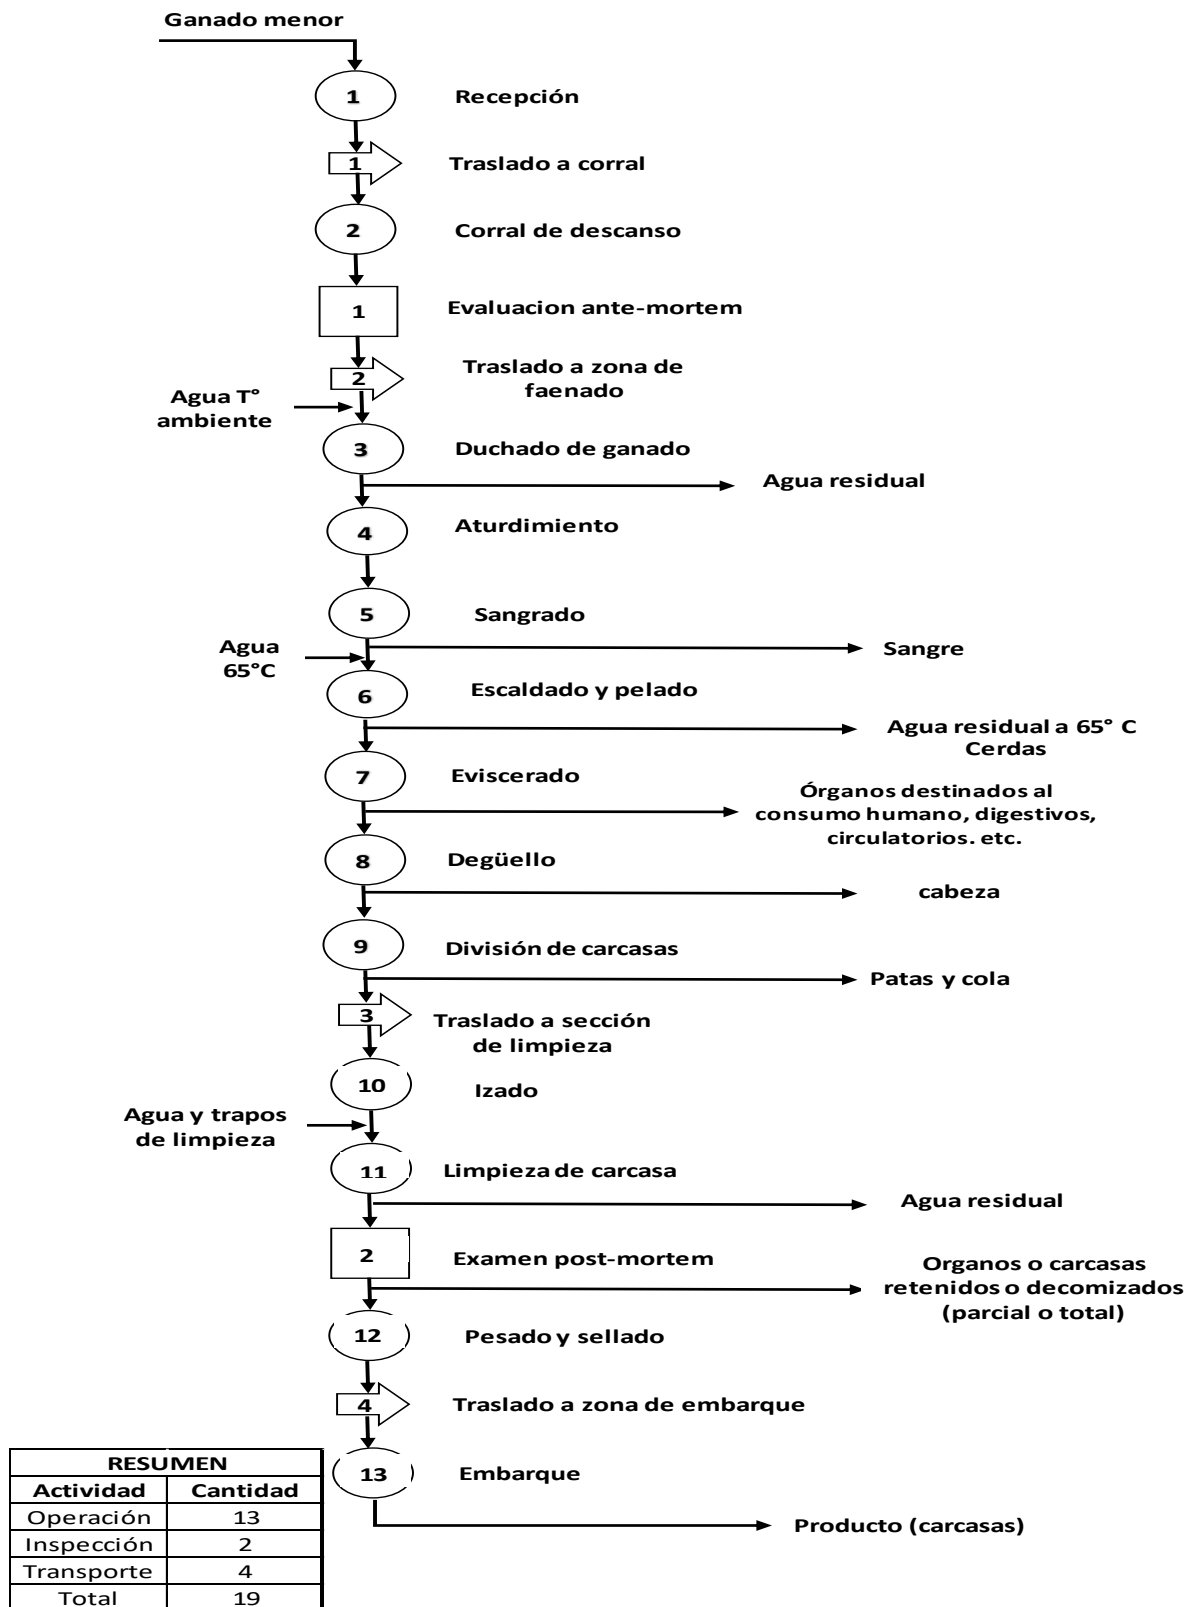 Ganado menor
1 Recepción
1 Traslado a corral
2 Corral de descanso
1 Evaluacion ante-mortem
2 Traslado a zona de
faenado
Agua T°
ambiente
3 Duchado de ganado
Agua residual
4 Aturdimiento
5 Sangrado
Agua
65°C
Sangre
6 Escaldado y pelado
Agua residual a 65° C
Cerdas
7 Eviscerado
Órganos destinados al
consumo humano, digestivos,
circulatorios. etc.
8 Degüello
cabeza
9 División de carcasas
Patas y cola
3 Traslado a sección
de limpieza
10 Izado
Agua y trapos
de limpieza
11 Limpieza de carcasa
Agua residual
2 Examen post-mortem
Organos o carcasas
retenidos o decomizados
(parcial o total)
12 Pesado y sellado
4 Traslado a zona de embarque
13 Embarque
Producto (carcasas)
RESUMEN
Actividad Cantidad
Operación 13
Inspección 2
Transporte 4
Total 19